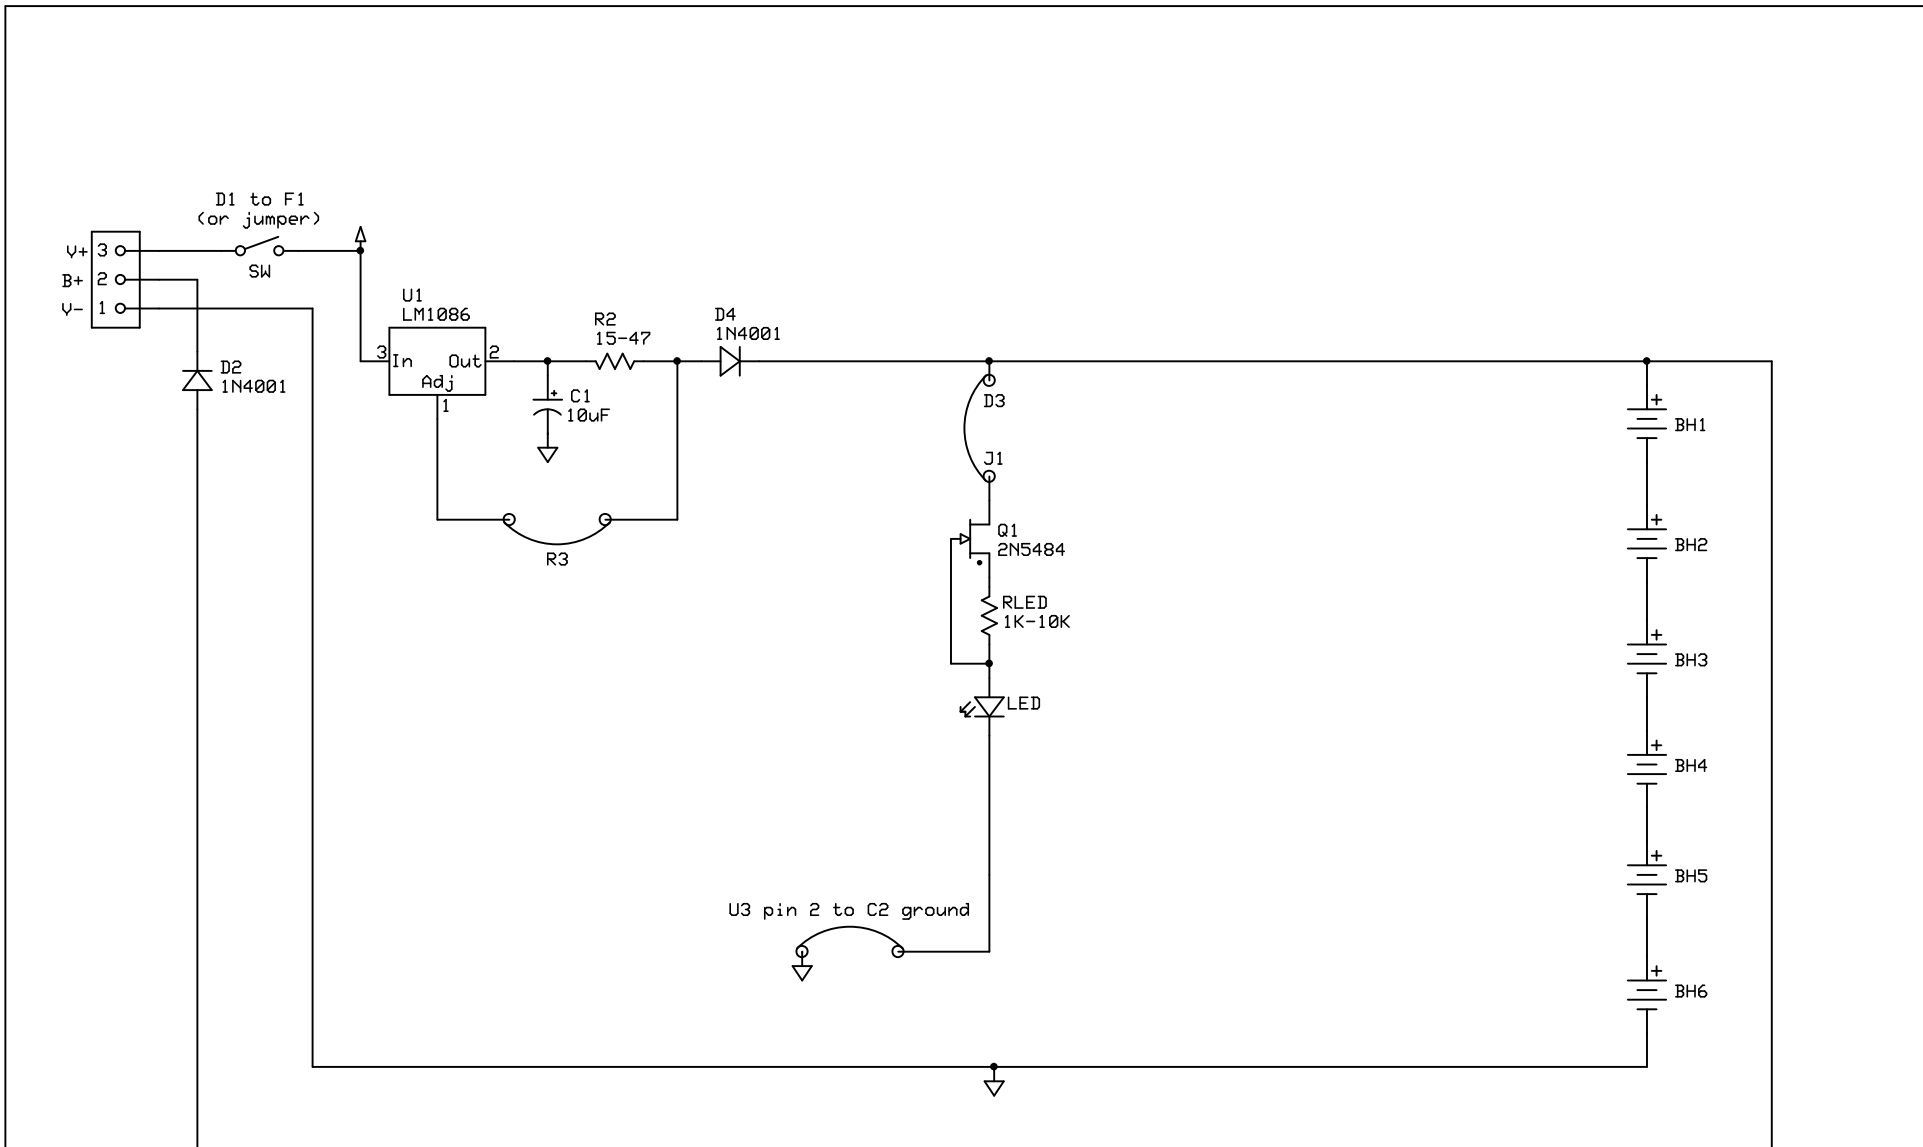 D1 to F1
(or jumper)
V+ 3
SW
B+ 2
V- 1
U1
LM1086
3 In Out 2
Adj
1
R2
15-47
D4
1N4001
D2
1N4001
+ C1
10uF
D3
J1
R3
Q1
2N5484
RLED
1K-10K
LED
U3 pin 2 to C2 ground
+
BH1
+
BH2
+
BH3
+
BH4
+
BH5
+
BH6